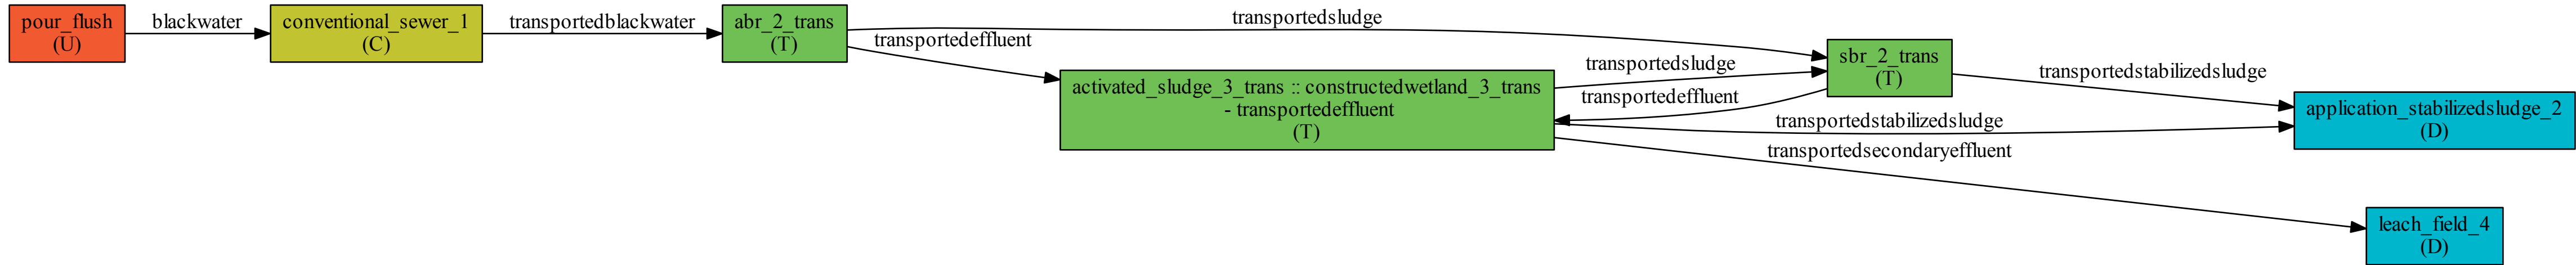 pour_flush
(U)
blackwater
conventional_sewer_1
(C)
transportedblackwater
abr_2_trans
(T)
transportedsludge
transportedeffluent
activated_sludge_3_trans :: constructedwetland_3_trans
- transportedeffluent
(T)
transportedsludge
transportedeffluent
sbr_2_trans
(T)
transportedstabilizedsludge
transportedstabilizedsludge
transportedsecondaryeffluent
application_stabilizedsludge_2
(D)
leach_field_4
(D)